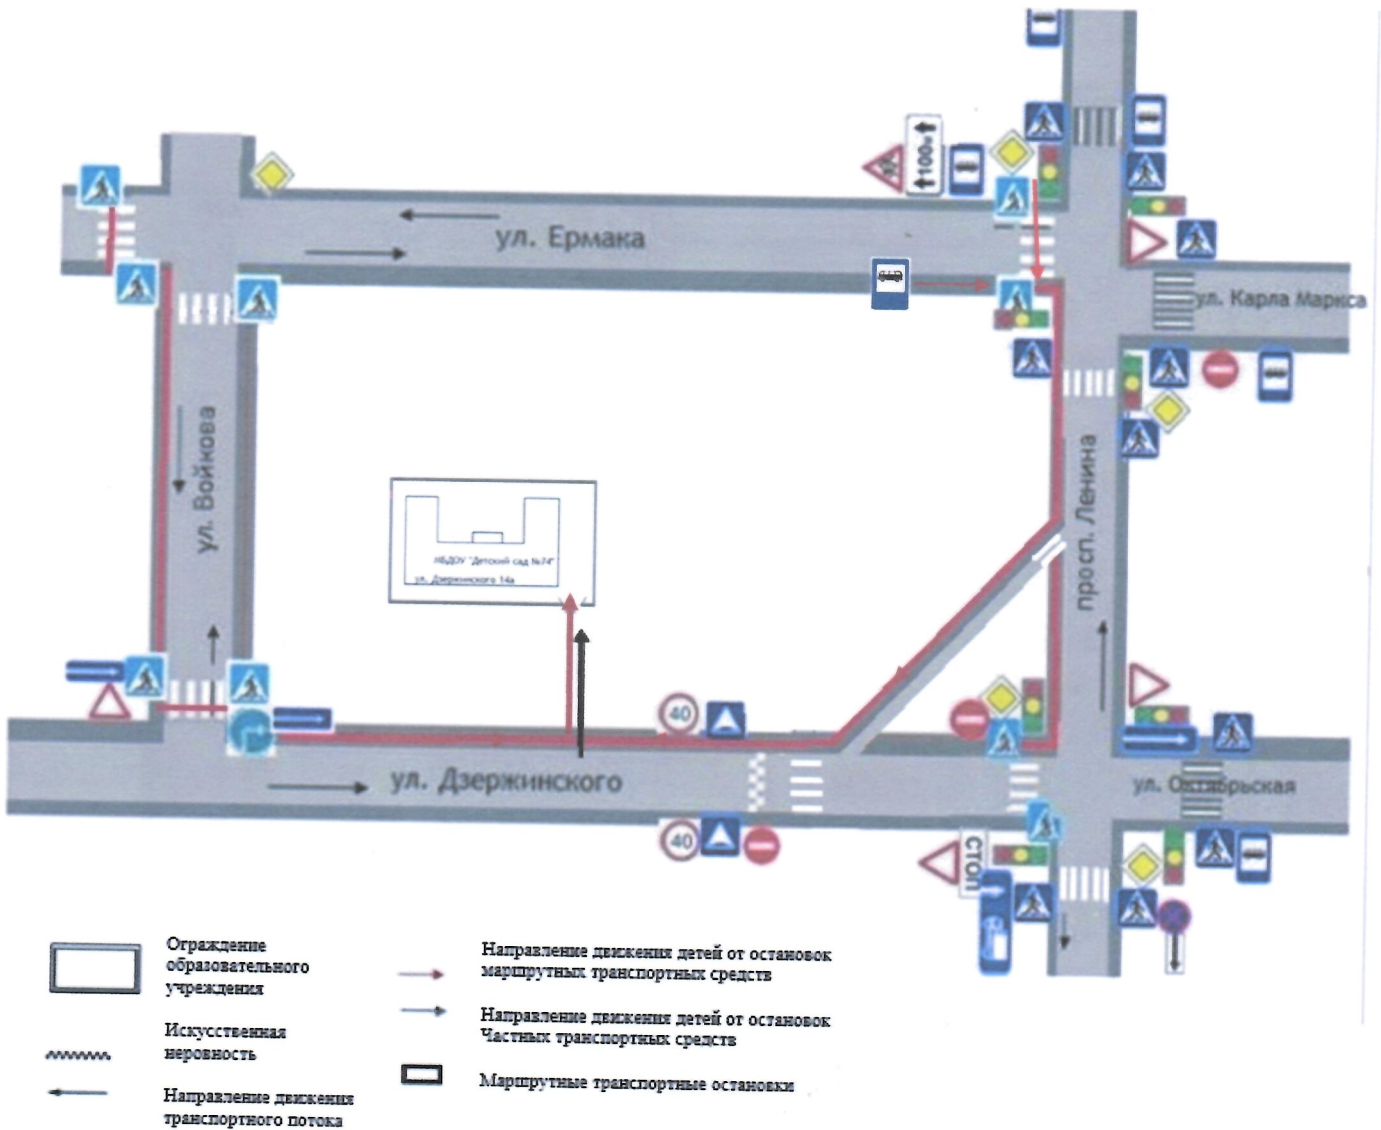 100м
ул. Ермака
ул. Карла Маркса
ул. Войкова
просп. Ленина
МБДОУ "Детский сад №74"
ул. Дзержинского 14а
40
ул. Дзержинского
ул. Октябрьская
40
СТОП
Ограждение
образовательного
учреждения
Искусственная
неровность
Направление движения
транспортного потока
Направление движения детей от остановок
маршрутных транспортных средств
Направление движения детей от остановок
Частных транспортных средств
Маршрутные транспортные остановки